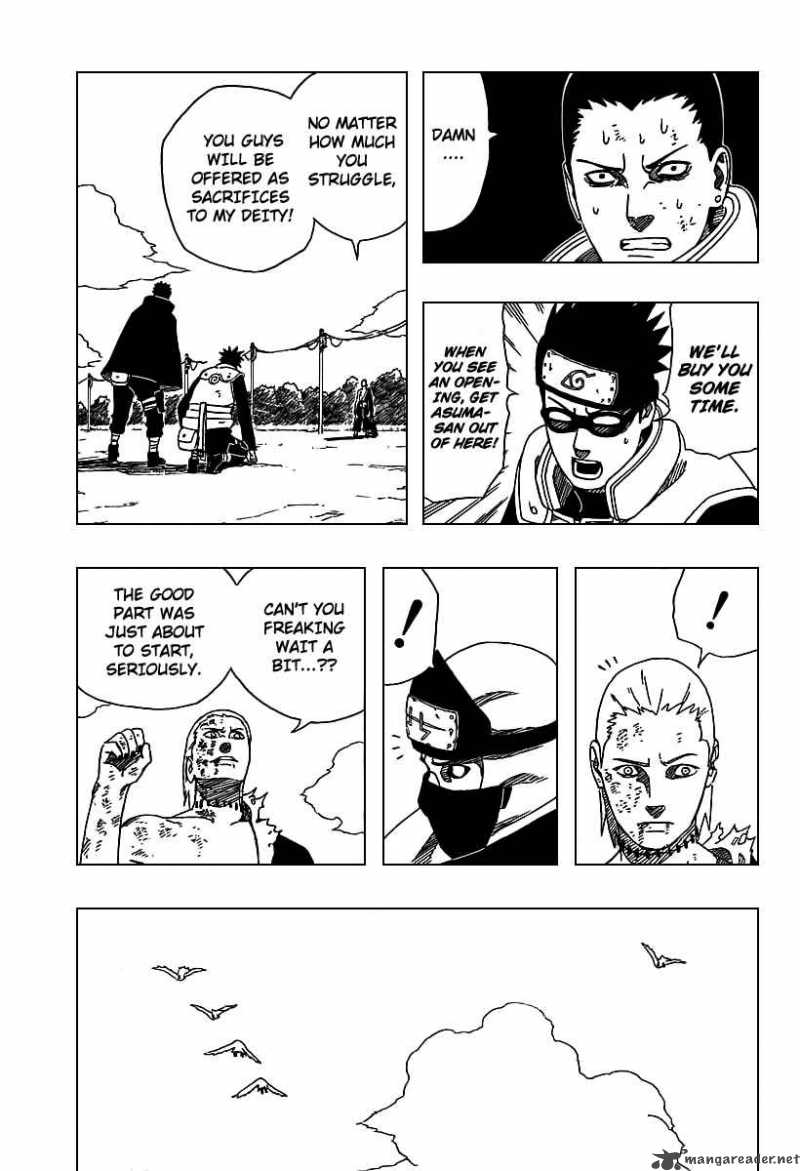 DAMN
....
NO MATTER
HOW MUCH
YOU
STRUGGLE,
YOU GUYS
WILL BE
OFFERED AS
SACRIFICES
TO MY DEITY!
WE'LL
BUY YOU
SOME
TIME.
WHEN
YOU SEE
AN OPEN-
ING, GET
ASUMA-
SAN OUT
OF HERE!
!
!
CAN'T YOU
FREAKING
WAIT A
BIT...??
THE GOOD
PART WAS
JUST ABOUT
TO START,
SERIOUSLY.
mangareader.net